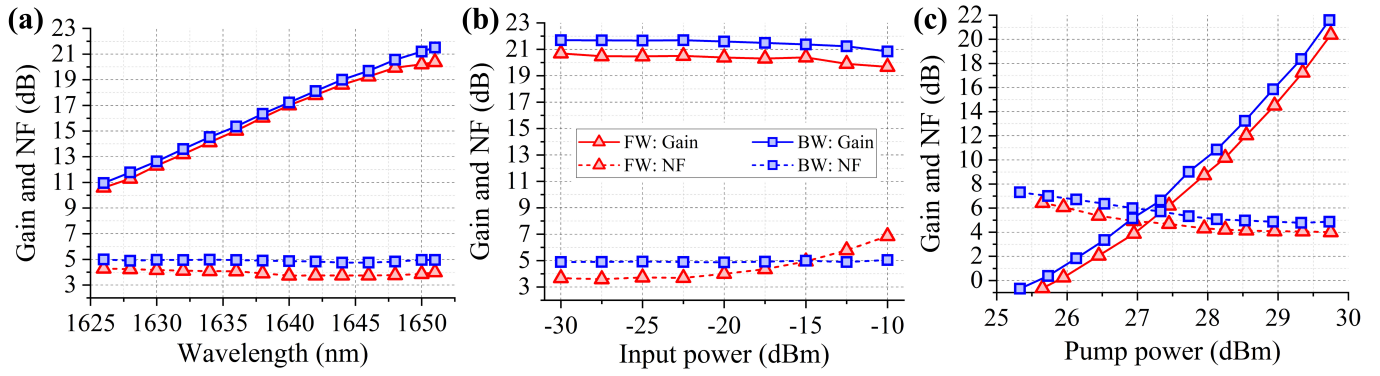 (a)
Gain and NF (dB)
23
21
19
17
15
13
11
9
7
5
3
1625 1630 1635 1640 1645 1650
Wavelength (nm)
(b)
Gain and NF (dB)
23
21
19
17
15
13
11
9
7
5
3
FW: Gain BW: Gain
FW: NF BW: NF
-30 -25 -20 -15 -10
Input power (dBm)
(c)
Gain and NF (dB)
22
20
18
16
14
12
10
8
6
4
2
0
25 26 27 28 29 30
Pump power (dBm)